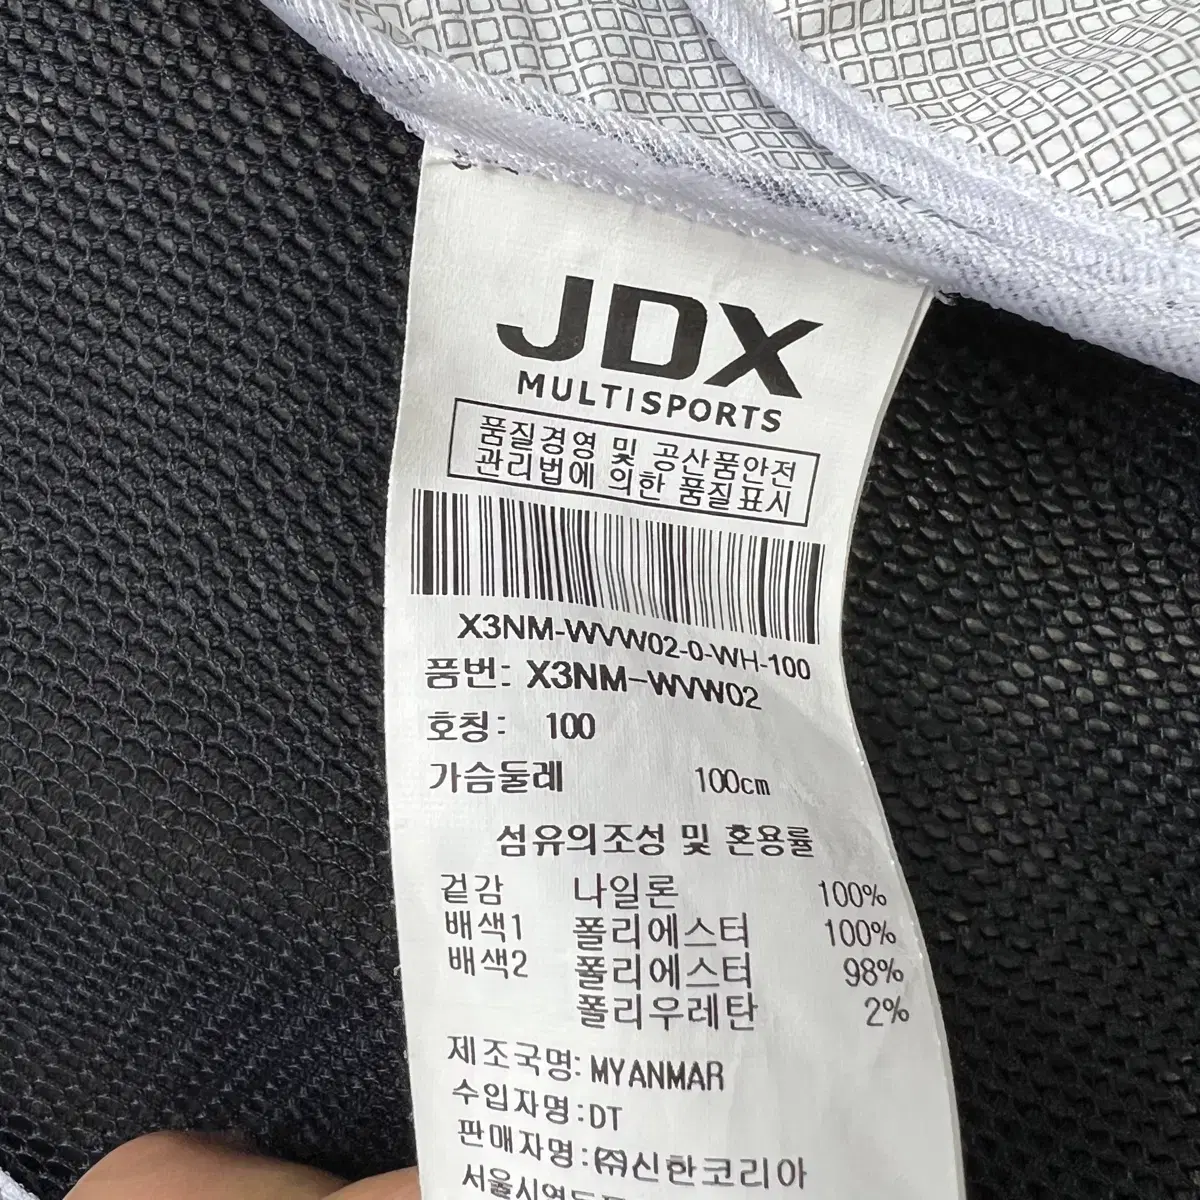 JDX
MULTISPORTS
품질경영 및 공산품안전
관리법에 의한 품질표시
X3NM-WVW02-0-WH-100
품번: X3NM-WVW02
호칭: 100
가슴둘레 100cm
섬유의조성 및 혼용률
겉감 나일론 100%
배색1 폴리에스터 100%
배색2 폴리에스터 98%
폴리우레탄 2%
제조국명: MYANMAR
수입자명:DT
판매자명:㈜신한코리아